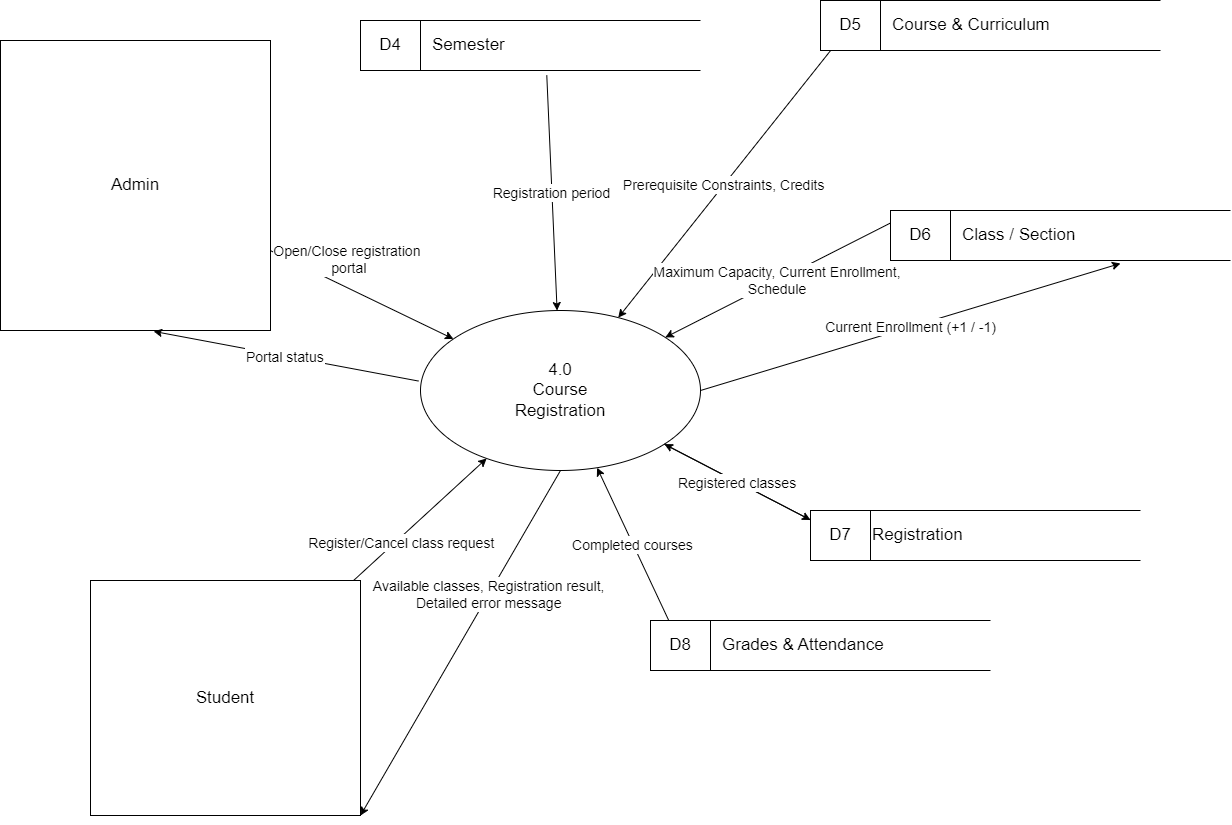 D5 Course & Curriculum
D4 Semester
Admin
Prerequisite Constraints, Credits
Registration period
D6 Class / Section
Open/Close registration
portal
Maximum Capacity, Current Enrollment,
Schedule
Current Enrollment (+1 / -1)
Portal status
4.0
Course
Registration
Registered classes
D7 Registration
Register/Cancel class request
Completed courses
Available classes, Registration result,
Detailed error message
D8 Grades & Attendance
Student